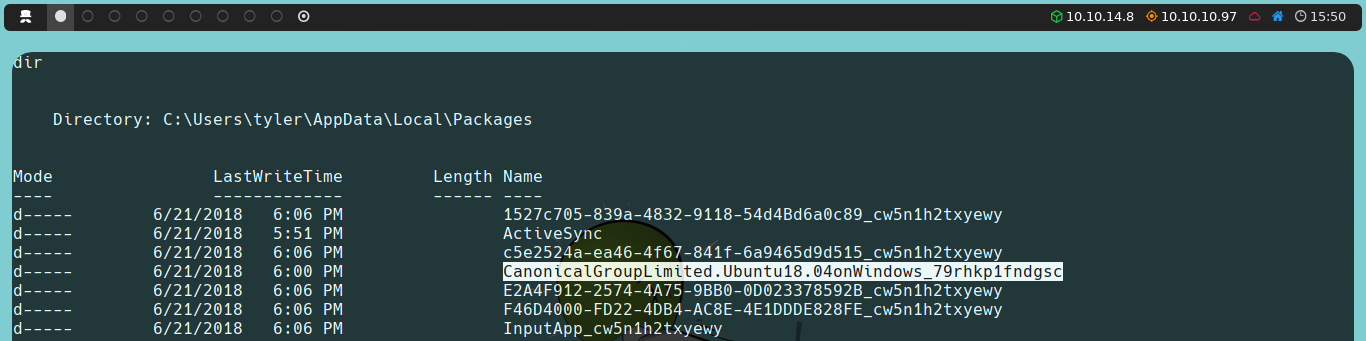 10.10.14.8 10.10.10.97 15:50
dir
Directory: C:\Users\tyler\AppData\Local\Packages
Mode LastWriteTime Length Name
---- ------------- ------ ----
d----- 6/21/2018 6:06 PM 1527c705-839a-4832-9118-54d4Bd6a0c89_cw5n1h2txyewy
d----- 6/21/2018 5:51 PM ActiveSync
d----- 6/21/2018 6:06 PM c5e2524a-ea46-4f67-841f-6a9465d9d515_cw5n1h2txyewy
d----- 6/21/2018 6:00 PM CanonicalGroupLimited.Ubuntu18.04onWindows_79rhkp1fndgsc
d----- 6/21/2018 6:06 PM E2A4F912-2574-4A75-9BB0-0D023378592B_cw5n1h2txyewy
d----- 6/21/2018 6:06 PM F46D4000-FD22-4DB4-AC8E-4E1DDDE828FE_cw5n1h2txyewy
d----- 6/21/2018 6:06 PM InputApp_cw5n1h2txyewy